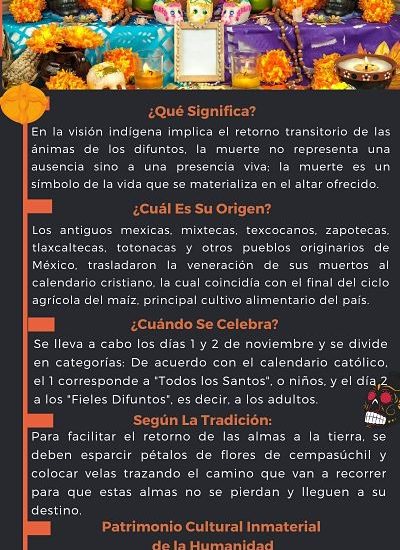 ¿Qué Significa?
En la visión indígena implica el retorno transitorio de las
ánimas de los difuntos, la muerte no representa una
ausencia sino a una presencia viva; la muerte es un
símbolo de la vida que se materializa en el altar ofrecido.
¿Cuál Es Su Origen?
Los antiguos mexicas, mixtecas, texcocanos, zapotecas,
tlaxcaltecas, totonacas y otros pueblos originarios de
México, trasladaron la veneración de sus muertos al
calendario cristiano, la cual coincidía con el final del ciclo
agrícola del maíz, principal cultivo alimentario del país.
¿Cuándo Se Celebra?
Se lleva a cabo los días 1 y 2 de noviembre y se divide
en categorías: De acuerdo con el calendario católico,
el 1 corresponde a "Todos los Santos", o niños, y el día 2
a los "Fieles Difuntos", es decir, a los adultos.
Según La Tradición:
Para facilitar el retorno de las almas a la tierra, se
deben esparcir pétalos de flores de cempasúchil y
colocar velas trazando el camino que van a recorrer
para que estas almas no se pierdan y lleguen a su
destino.
Patrimonio Cultural Inmaterial
de la Humanidad